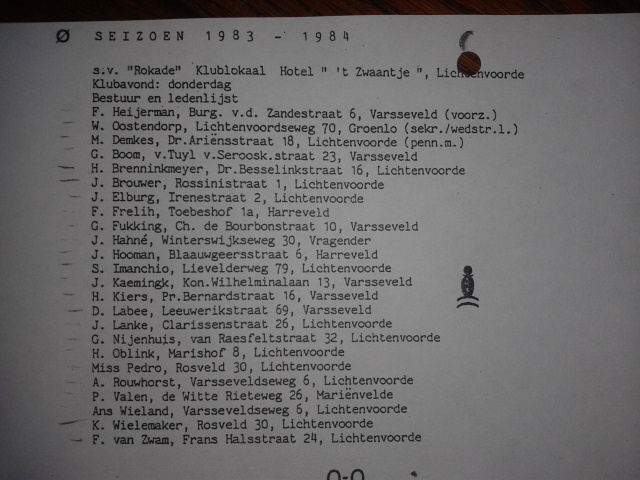 Ø SEIZOEN 1983 - 1984
s.v. "Rokade" Klublokaal Hotel " 't Zwaantje ", Lichtenvoorde
Klubavond: donderdag
Bestuur en ledenlijst
F. Heijerman, Burg. v.d. Zandestraat 6, Varsseveld (voorz.)
W. Oostendorp, Lichtenvoordseweg 70, Groenlo (sekr./wedstr.l.)
M. Demkes, Dr.Ariënsstraat 18, Lichtenvoorde (penn.m.)
G. Boom, v.Tuyl v.Seroosk.straat 23, Varsseveld
H. Brenninkmeyer, Dr.Besselinkstraat 16, Lichtenvoorde
J. Brouwer, Rossinistraat 1, Lichtenvoorde
J. Elburg, Irenestraat 2, Lichtenvoorde
F. Frelih, Toebeshof 1a, Harreveld
G. Fukking, Ch. de Bourbonstraat 10, Varsseveld
J. Hahné, Winterswijkseweg 30, Vragender
J. Hooman, Blaauwgeersstraat 6, Harreveld
S. Imanchio, Lievelderweg 79, Lichtenvoorde
J. Kaemingk, Kon.Wilhelminalaan 13, Varsseveld
H. Kiers, Pr.Bernardstraat 16, Varsseveld
D. Labee, Leeuwerikstraat 69, Varsseveld
J. Lanke, Clarissenstraat 26, Lichtenvoorde
G. Nijenhuis, van Raesfeltstraat 32, Lichtenvoorde
H. Oblink, Marishof 8, Lichtenvoorde
Miss Pedro, Rosveld 30, Lichtenvoorde
A. Rouwhorst, Varsseveldseweg 6, Lichtenvoorde
P. Valen, de Witte Rieteweg 26, Mariënvelde
Ans Wieland, Varsseveldseweg 6, Lichtenvoorde
K. Wielemaker, Rosveld 30, Lichtenvoorde
F. van Zwam, Frans Halsstraat 24, Lichtenvoorde
0-0